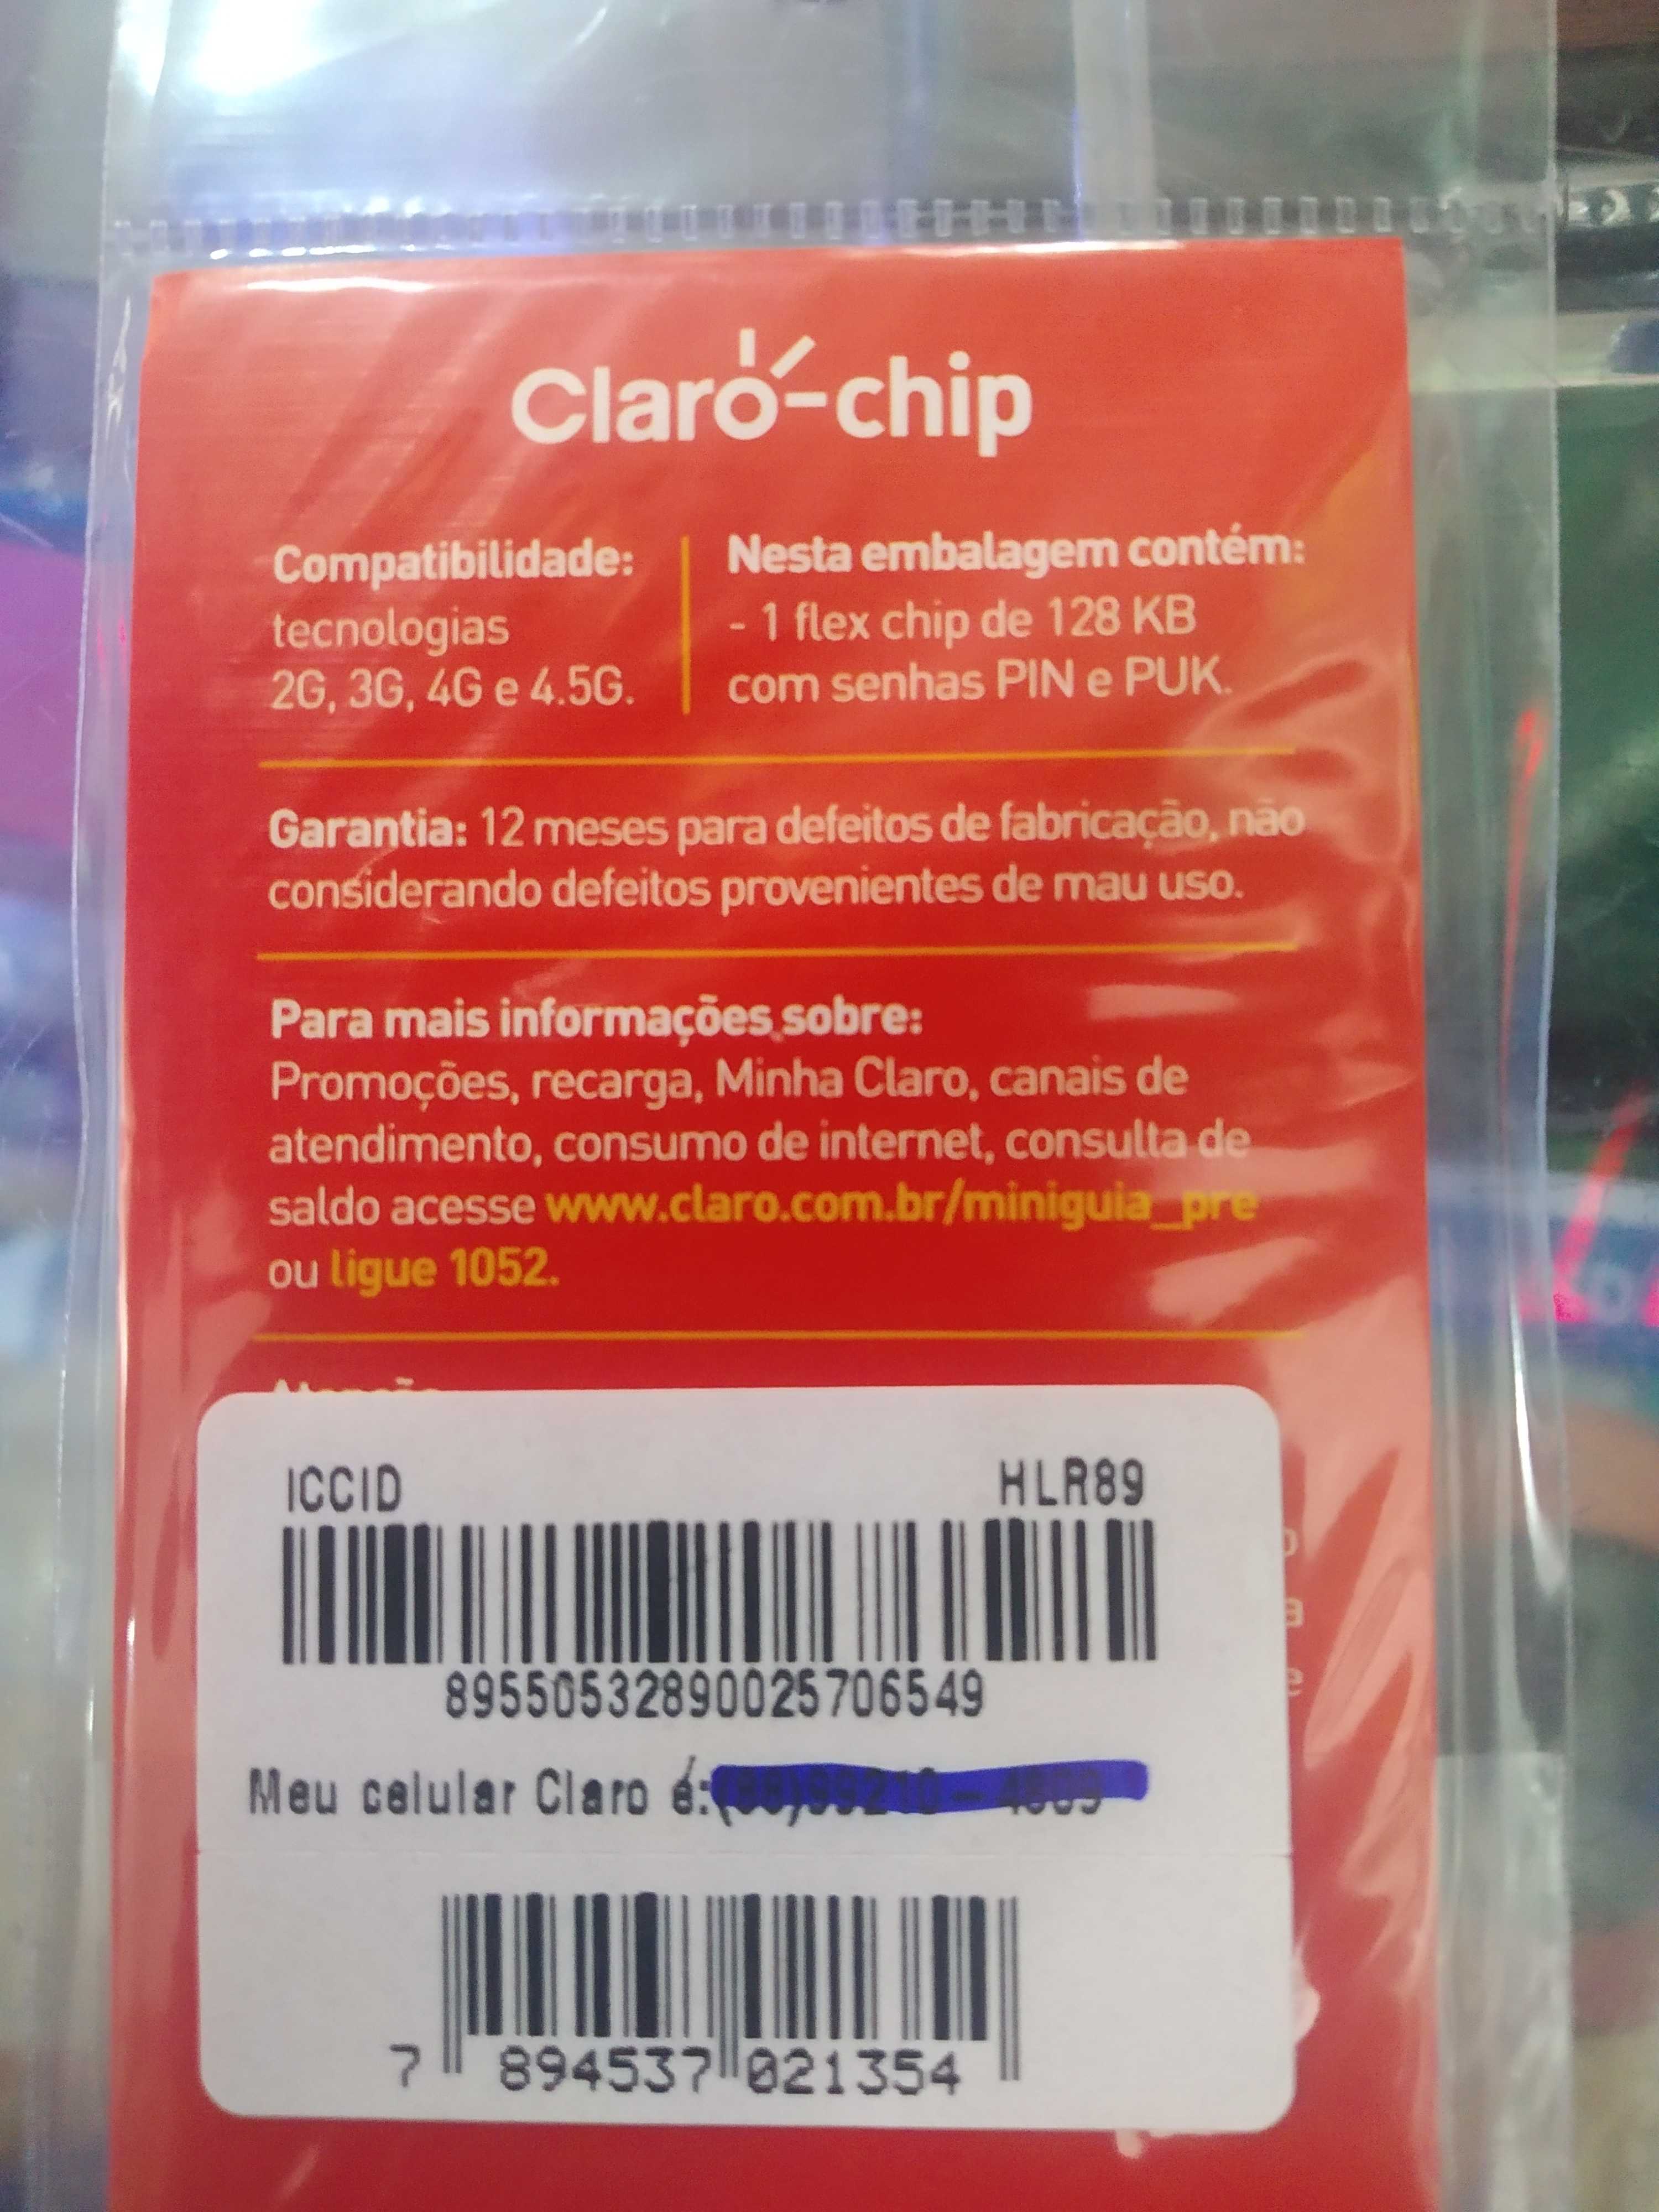 Claro-chip
Compatibilidade:
tecnologias
2G, 3G, 4G e 4.5G.
Nesta embalagem contém:
- 1 flex chip de 128 KB
com senhas PIN e PUK.
Garantia: 12 meses para defeitos de fabricação, não
considerando defeitos provenientes de mau uso.
Para mais informações sobre:
Promoções, recarga, Minha Claro, canais de
atendimento, consumo de internet, consulta de
saldo acesse www.claro.com.br/miniguia_pre
ou ligue 1052.
ICCID HLR89
89550532890025706549
Meu celular Claro é:
7 894537 021354